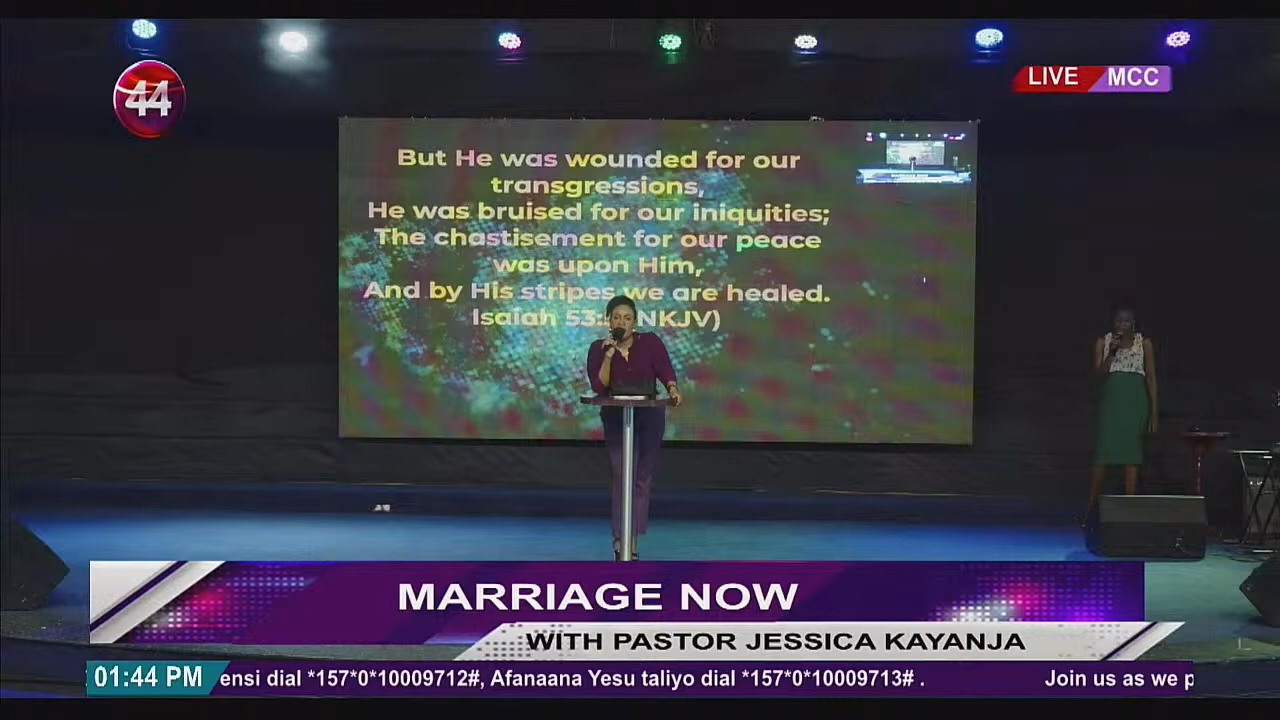 44
LIVE MCC
But He was wounded for our
transgressions,
He was bruised for our iniquities;
The chastisement for our peace
was upon Him,
And by His stripes we are healed.
Isaiah 53: NKJV)
MARRIAGE NOW
WITH PASTOR JESSICA KAYANJA
01:44 PM ensi dial *157*0*10009712#, Afanaana Yesu taliyo dial *157*0*10009713# . Join us as we p